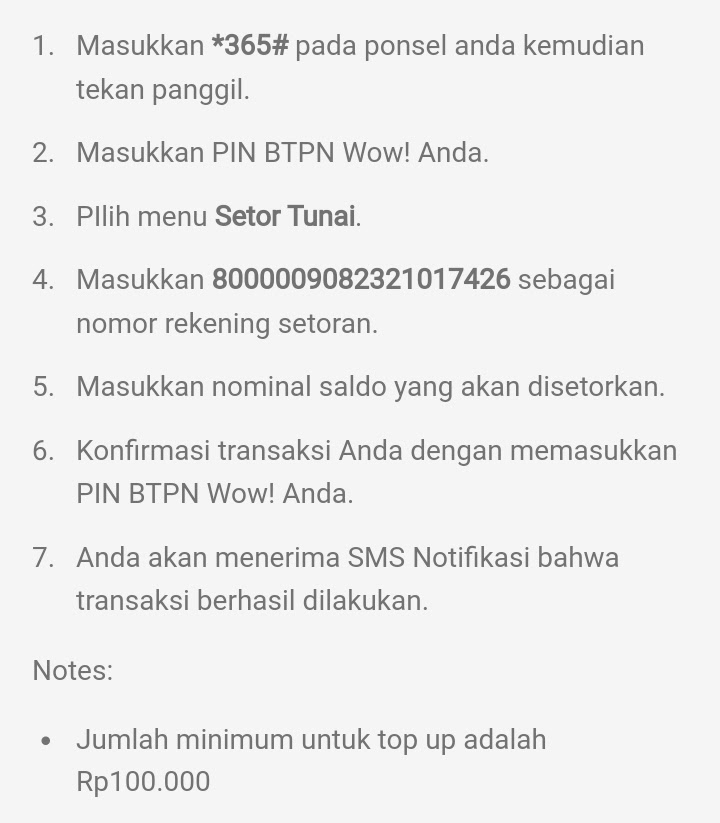 1. Masukkan *365# pada ponsel anda kemudian
tekan panggil.
2. Masukkan PIN BTPN Wow! Anda.
3. PIlih menu Setor Tunai.
4. Masukkan 8000009082321017426 sebagai
nomor rekening setoran.
5. Masukkan nominal saldo yang akan disetorkan.
6. Konfirmasi transaksi Anda dengan memasukkan
PIN BTPN Wow! Anda.
7. Anda akan menerima SMS Notifikasi bahwa
transaksi berhasil dilakukan.
Notes:
• Jumlah minimum untuk top up adalah
Rp100.000